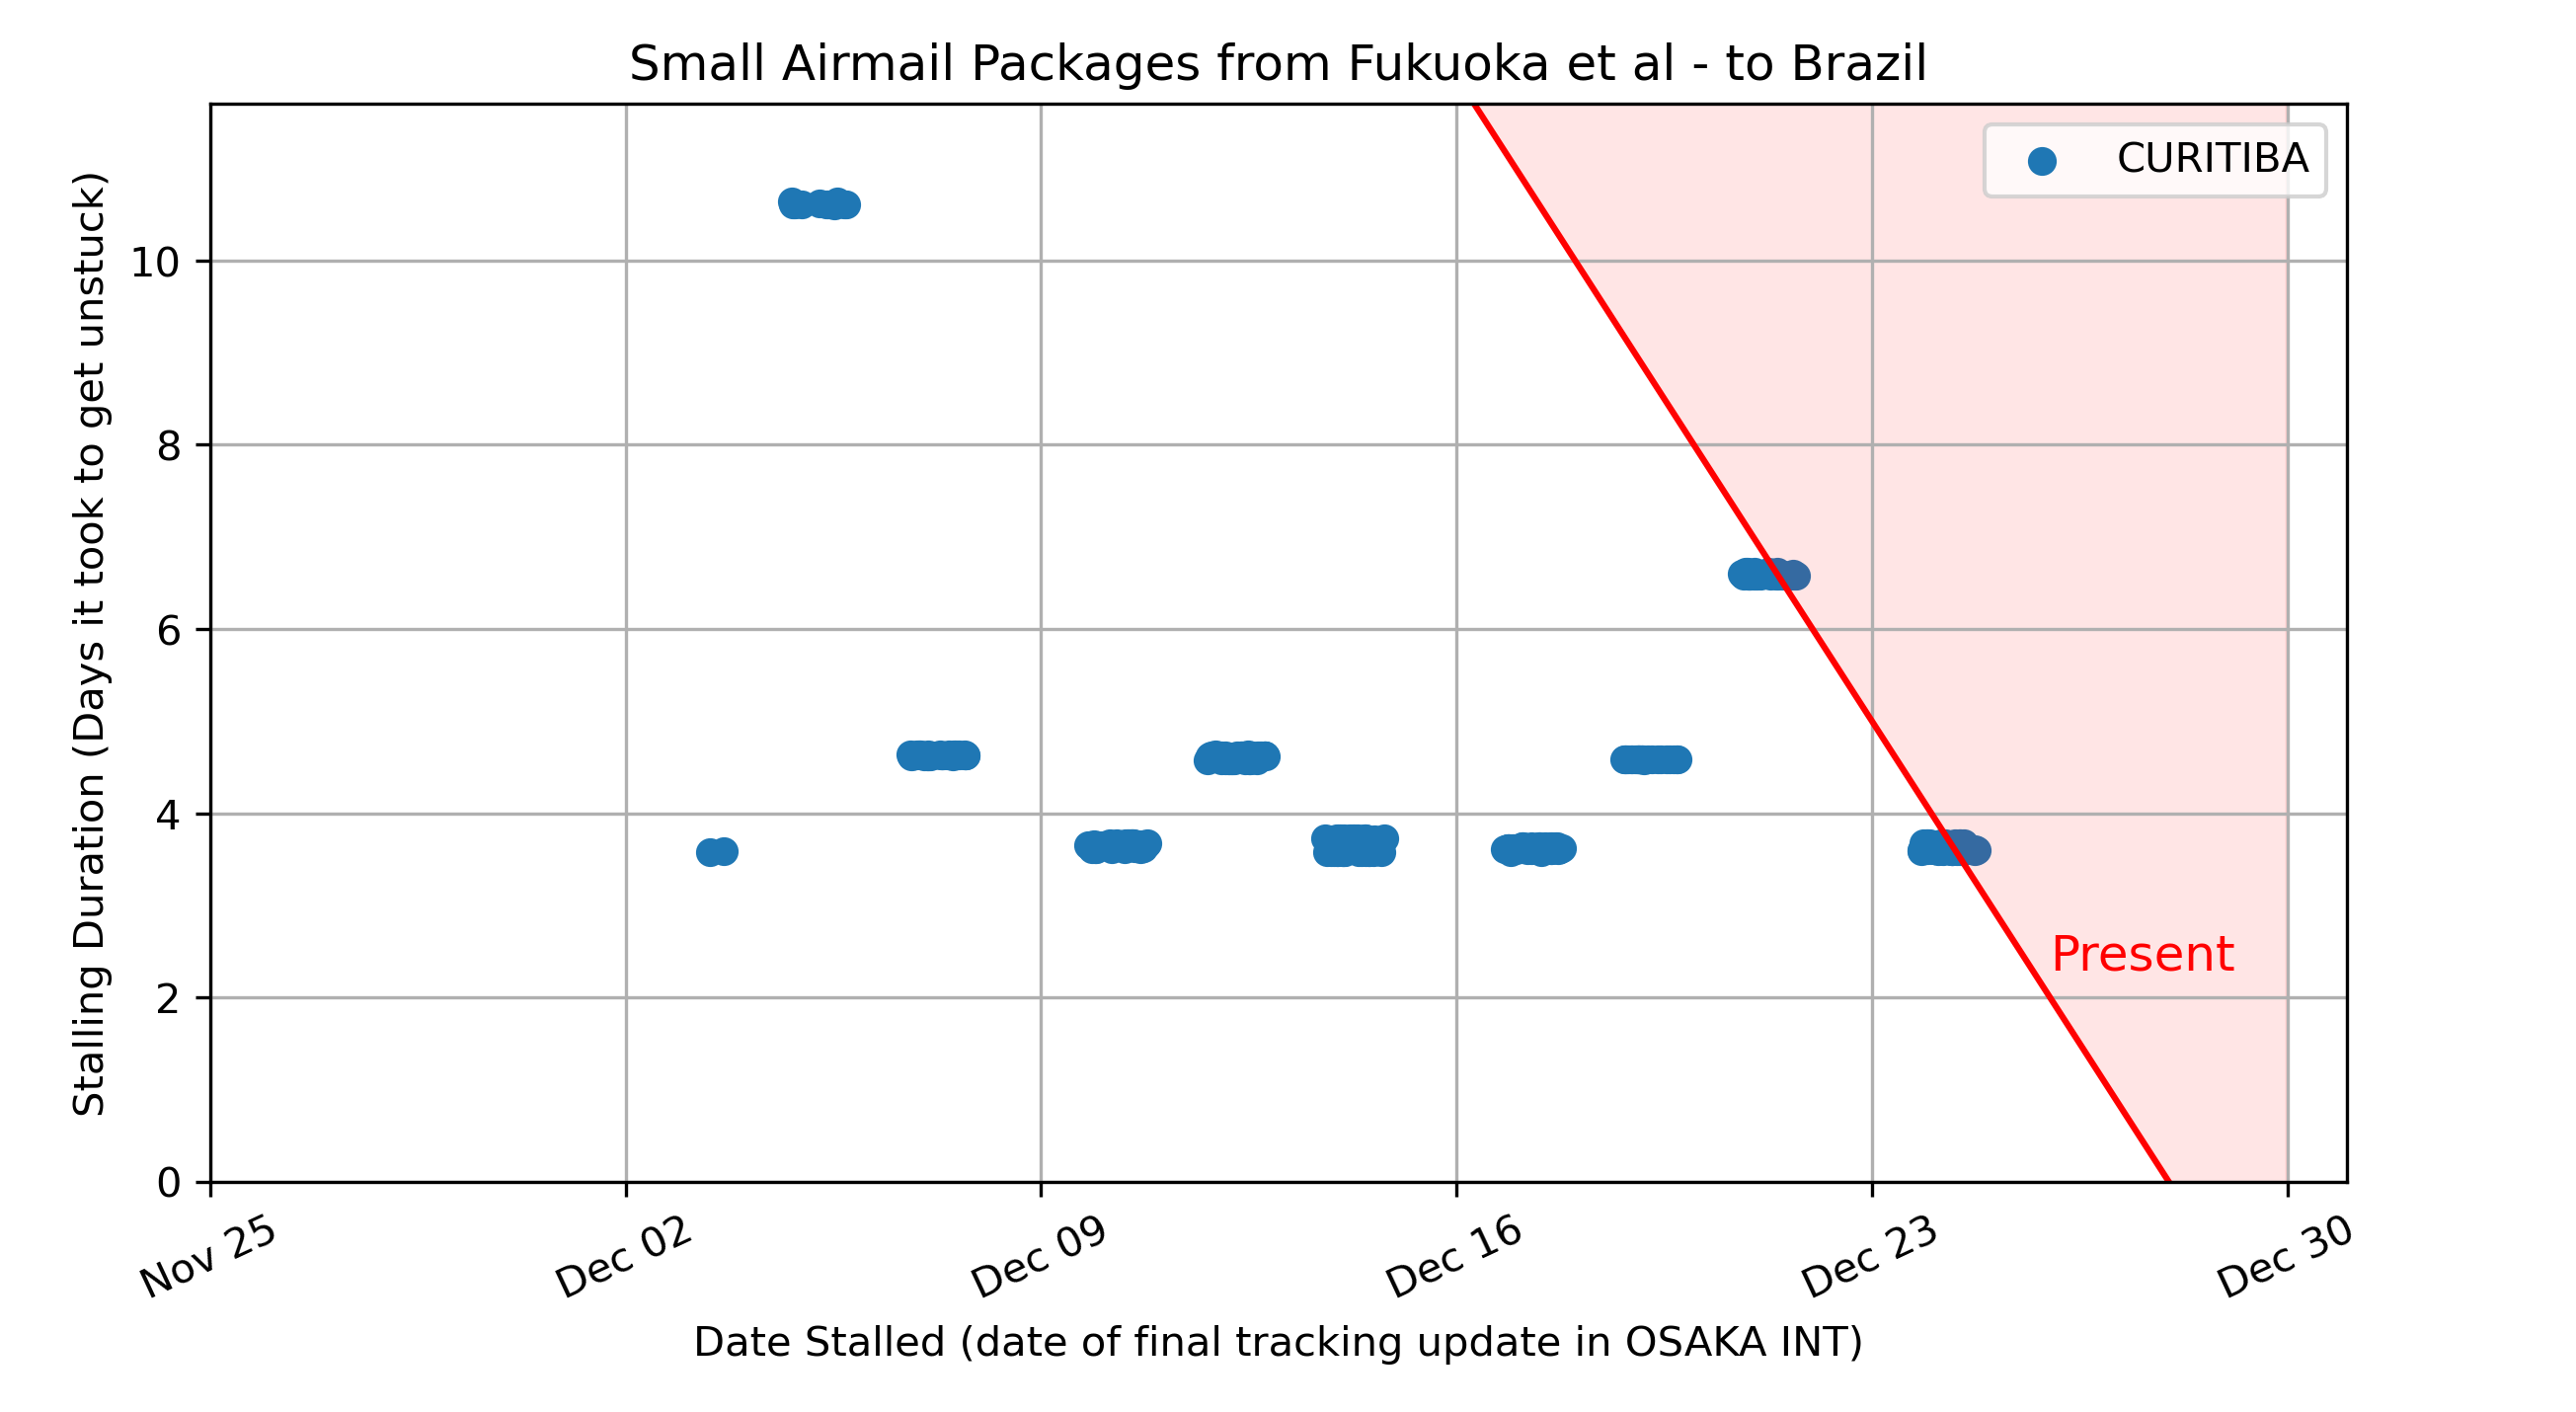 Small Airmail Packages from Fukuoka et al - to Brazil
CURITIBA
Stalling Duration (Days it took to get unstuck)
10
8
6
4
2
0
Present
Nov 25
Dec 02
Dec 09
Dec 16
Dec 23
Dec 30
Date Stalled (date of final tracking update in OSAKA INT)